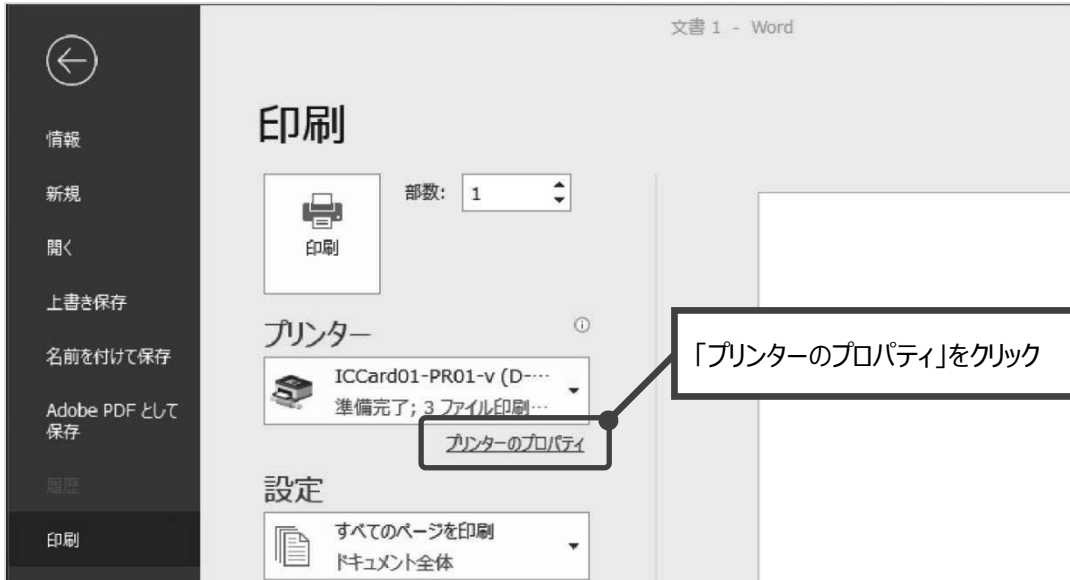 文書 1 - Word
情報
新規
開く
上書き保存
名前を付けて保存
Adobe PDF として
保存
履歴
印刷
印刷
印刷
部数: 1
プリンター
ICCard01-PR01-v (D-…
準備完了; 3 ファイル印刷…
プリンターのプロパティ
「プリンターのプロパティ」をクリック
設定
すべてのページを印刷
ドキュメント全体